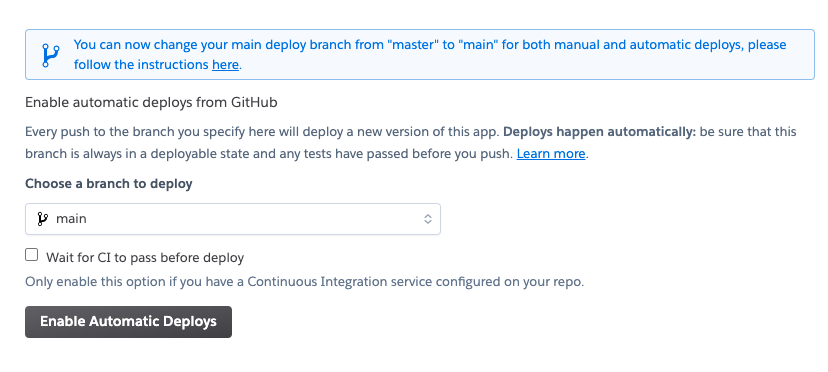 You can now change your main deploy branch from "master" to "main" for both manual and automatic deploys, please
follow the instructions here.
Enable automatic deploys from GitHub
Every push to the branch you specify here will deploy a new version of this app. Deploys happen automatically: be sure that this
branch is always in a deployable state and any tests have passed before you push. Learn more.
Choose a branch to deploy
main
Wait for CI to pass before deploy
Only enable this option if you have a Continuous Integration service configured on your repo.
Enable Automatic Deploys